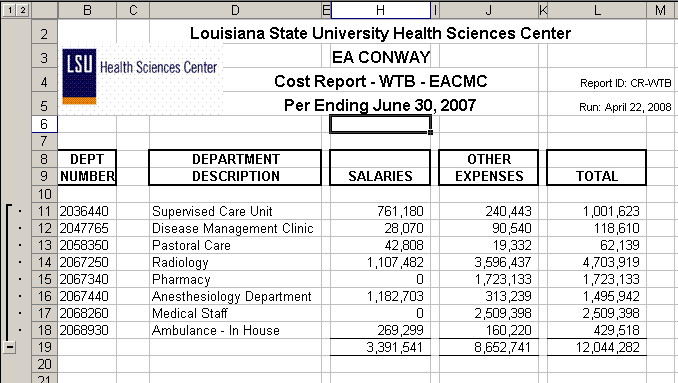 1 2 B C D E H I J K L M
2 Louisiana State University Health Sciences Center
3 EA CONWAY
LSU Health Sciences Center
4 Cost Report - WTB - EACMC Report ID: CR-WTB
5 Per Ending June 30, 2007 Run: April 22, 2008
6
7
8 DEPT DEPARTMENT OTHER
9 NUMBER DESCRIPTION SALARIES EXPENSES TOTAL
10
11 2036440 Supervised Care Unit 761,180 240,443 1,001,623
12 2047765 Disease Management Clinic 28,070 90,540 118,610
13 2058350 Pastoral Care 42,808 19,332 62,139
14 2067250 Radiology 1,107,482 3,596,437 4,703,919
15 2067340 Pharmacy 0 1,723,133 1,723,133
16 2067440 Anesthesiology Department 1,182,703 313,239 1,495,942
17 2068260 Medical Staff 0 2,509,398 2,509,398
18 2068930 Ambulance - In House 269,299 160,220 429,518
19 3,391,541 8,652,741 12,044,282
20
21